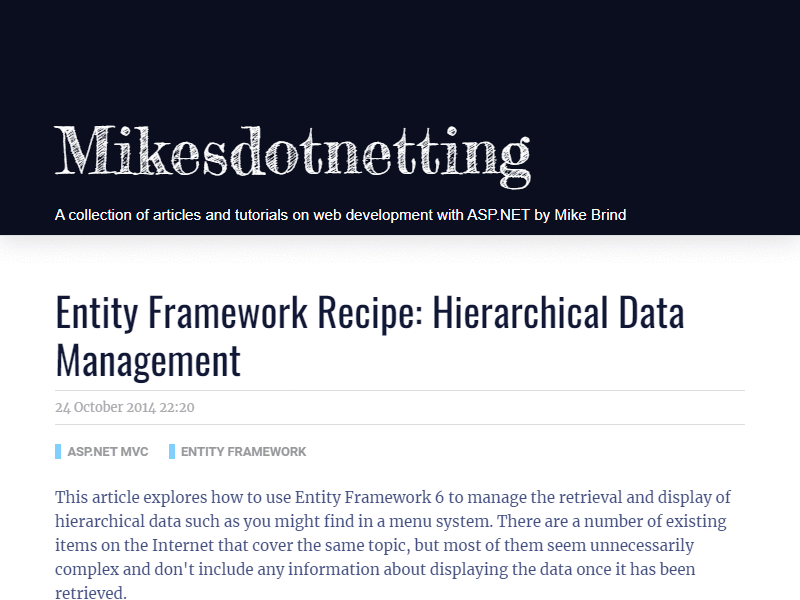 Mikesdotnetting
A collection of articles and tutorials on web development with ASP.NET by Mike Brind
Entity Framework Recipe: Hierarchical Data
Management
24 October 2014 22:20
ASP.NET MVC ENTITY FRAMEWORK
This article explores how to use Entity Framework 6 to manage the retrieval and display of
hierarchical data such as you might find in a menu system. There are a number of existing
items on the Internet that cover the same topic, but most of them seem unnecessarily
complex and don't include any information about displaying the data once it has been
retrieved.